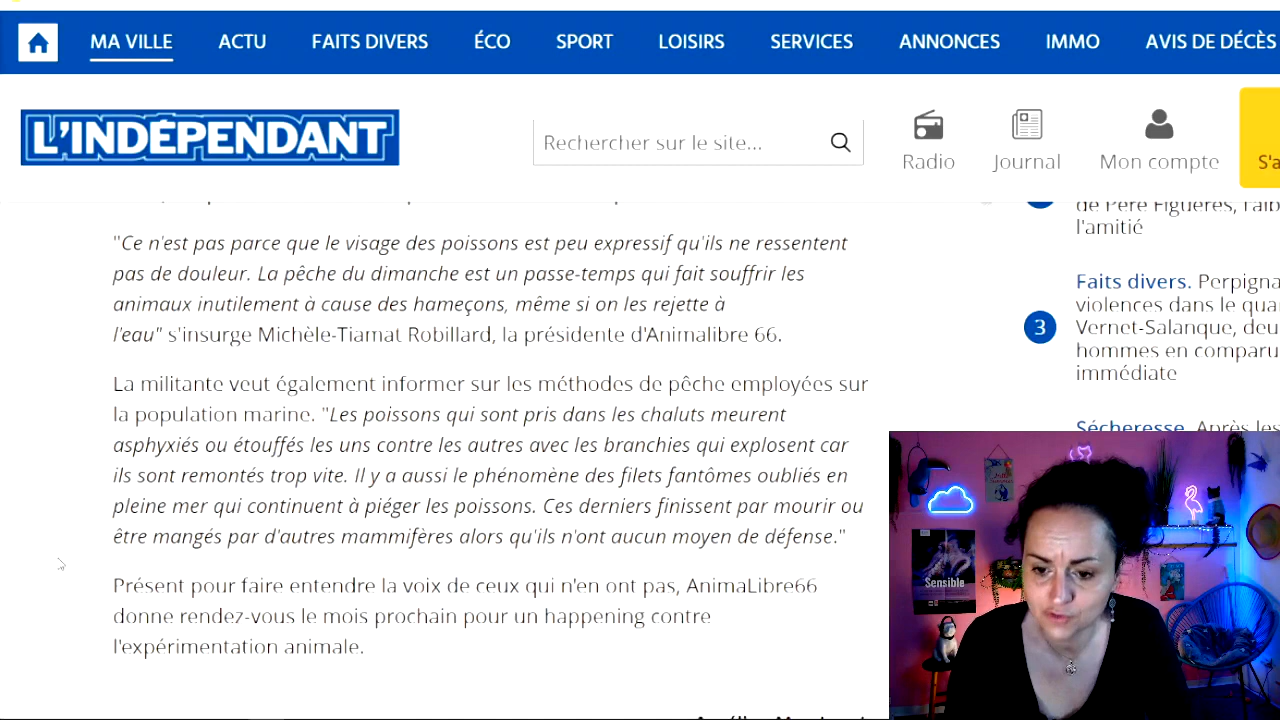 MA VILLE ACTU FAITS DIVERS ÉCO SPORT LOISIRS SERVICES ANNONCES IMMO AVIS DE DÉCÈS
L'INDÉPENDANT
Rechercher sur le site...
Radio Journal Mon compte
"Ce n'est pas parce que le visage des poissons est peu expressif qu'ils ne ressentent
pas de douleur. La pêche du dimanche est un passe-temps qui fait souffrir les
animaux inutilement à cause des hameçons, même si on les rejette à
l'eau" s'insurge Michèle-Tiamat Robillard, la présidente d'Animalibre 66.
La militante veut également informer sur les méthodes de pêche employées sur
la population marine. "Les poissons qui sont pris dans les chaluts meurent
asphyxiés ou étouffés les uns contre les autres avec les branchies qui explosent car
ils sont remontés trop vite. Il y a aussi le phénomène des filets fantômes oubliés en
pleine mer qui continuent à piéger les poissons. Ces derniers finissent par mourir ou
être mangés par d'autres mammifères alors qu'ils n'ont aucun moyen de défense."
Présent pour faire entendre la voix de ceux qui n'en ont pas, AnimaLibre66
donne rendez-vous le mois prochain pour un happening contre
l'expérimentation animale.
de Père Figuères,
l'amitié
3
Faits divers. Perpigna
violences dans le qua
Vernet-Salanque, deu
hommes en comparu
immédiate
Sécheresse. Après les
Sensible